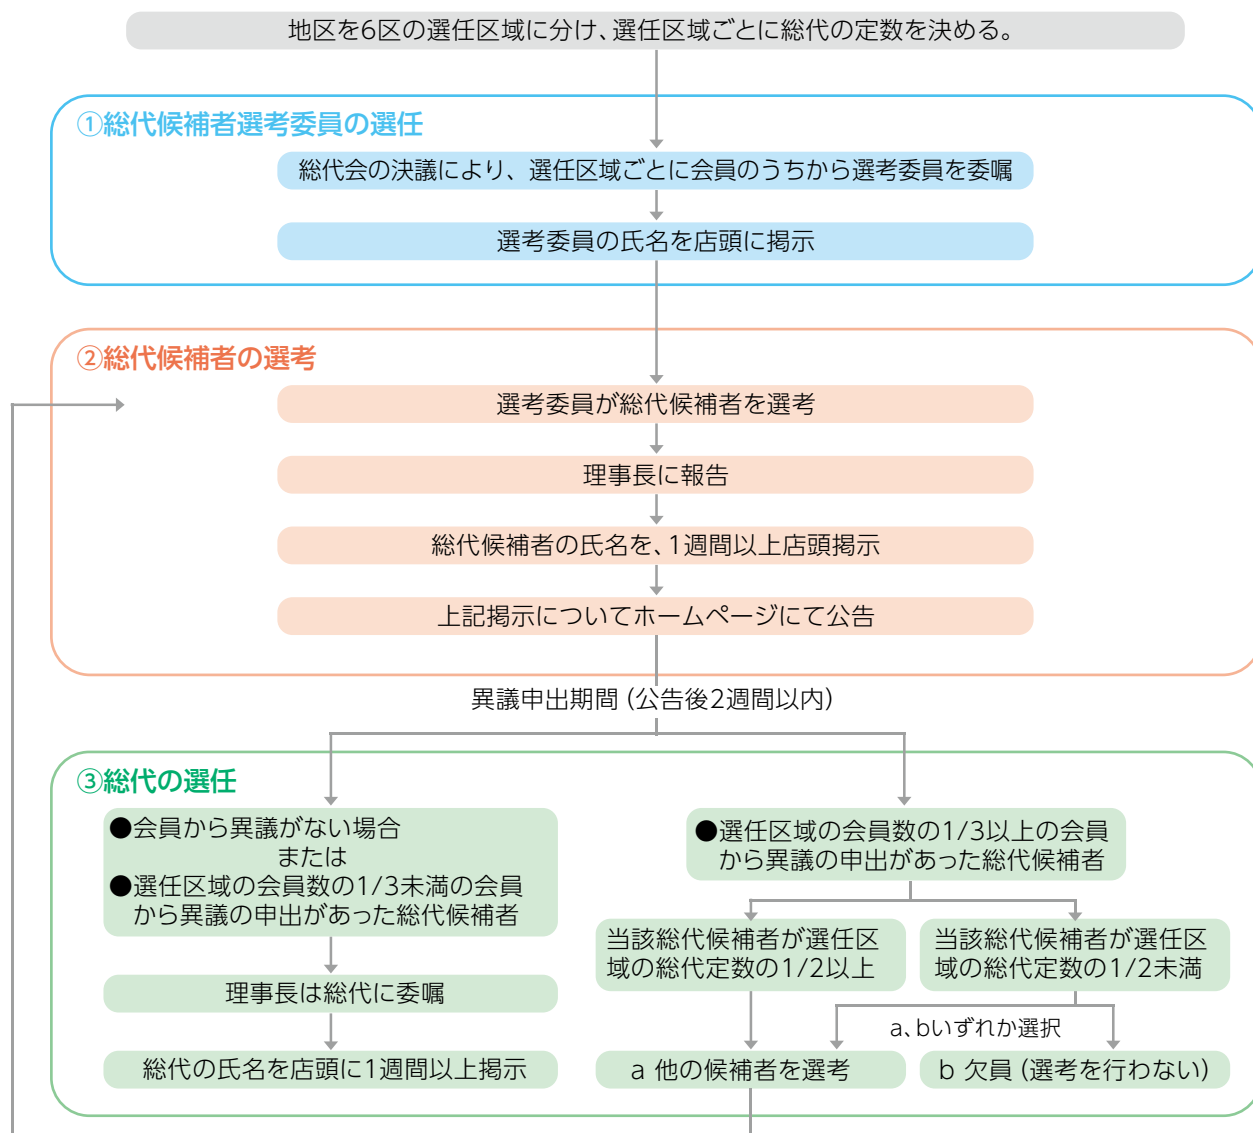 地区を6区の選任区域に分け、選任区域ごとに総代の定数を決める。
①総代候補者選考委員の選任
総代会の決議により、選任区域ごとに会員のうちから選考委員を委嘱
選考委員の氏名を店頭に掲示
②総代候補者の選考
選考委員が総代候補者を選考
理事長に報告
総代候補者の氏名を、1週間以上店頭掲示
上記掲示についてホームページにて公告
異議申出期間（公告後2週間以内）
③総代の選任
●会員から異議がない場合
または
●選任区域の会員数の1/3未満の会員
から異議の申出があった総代候補者
理事長は総代に委嘱
総代の氏名を店頭に1週間以上掲示
●選任区域の会員数の1/3以上の会員
から異議の申出があった総代候補者
当該総代候補者が選任区
域の総代定数の1/2以上
当該総代候補者が選任区
域の総代定数の1/2未満
a、bいずれか選択
a 他の候補者を選考
b 欠員（選考を行わない）